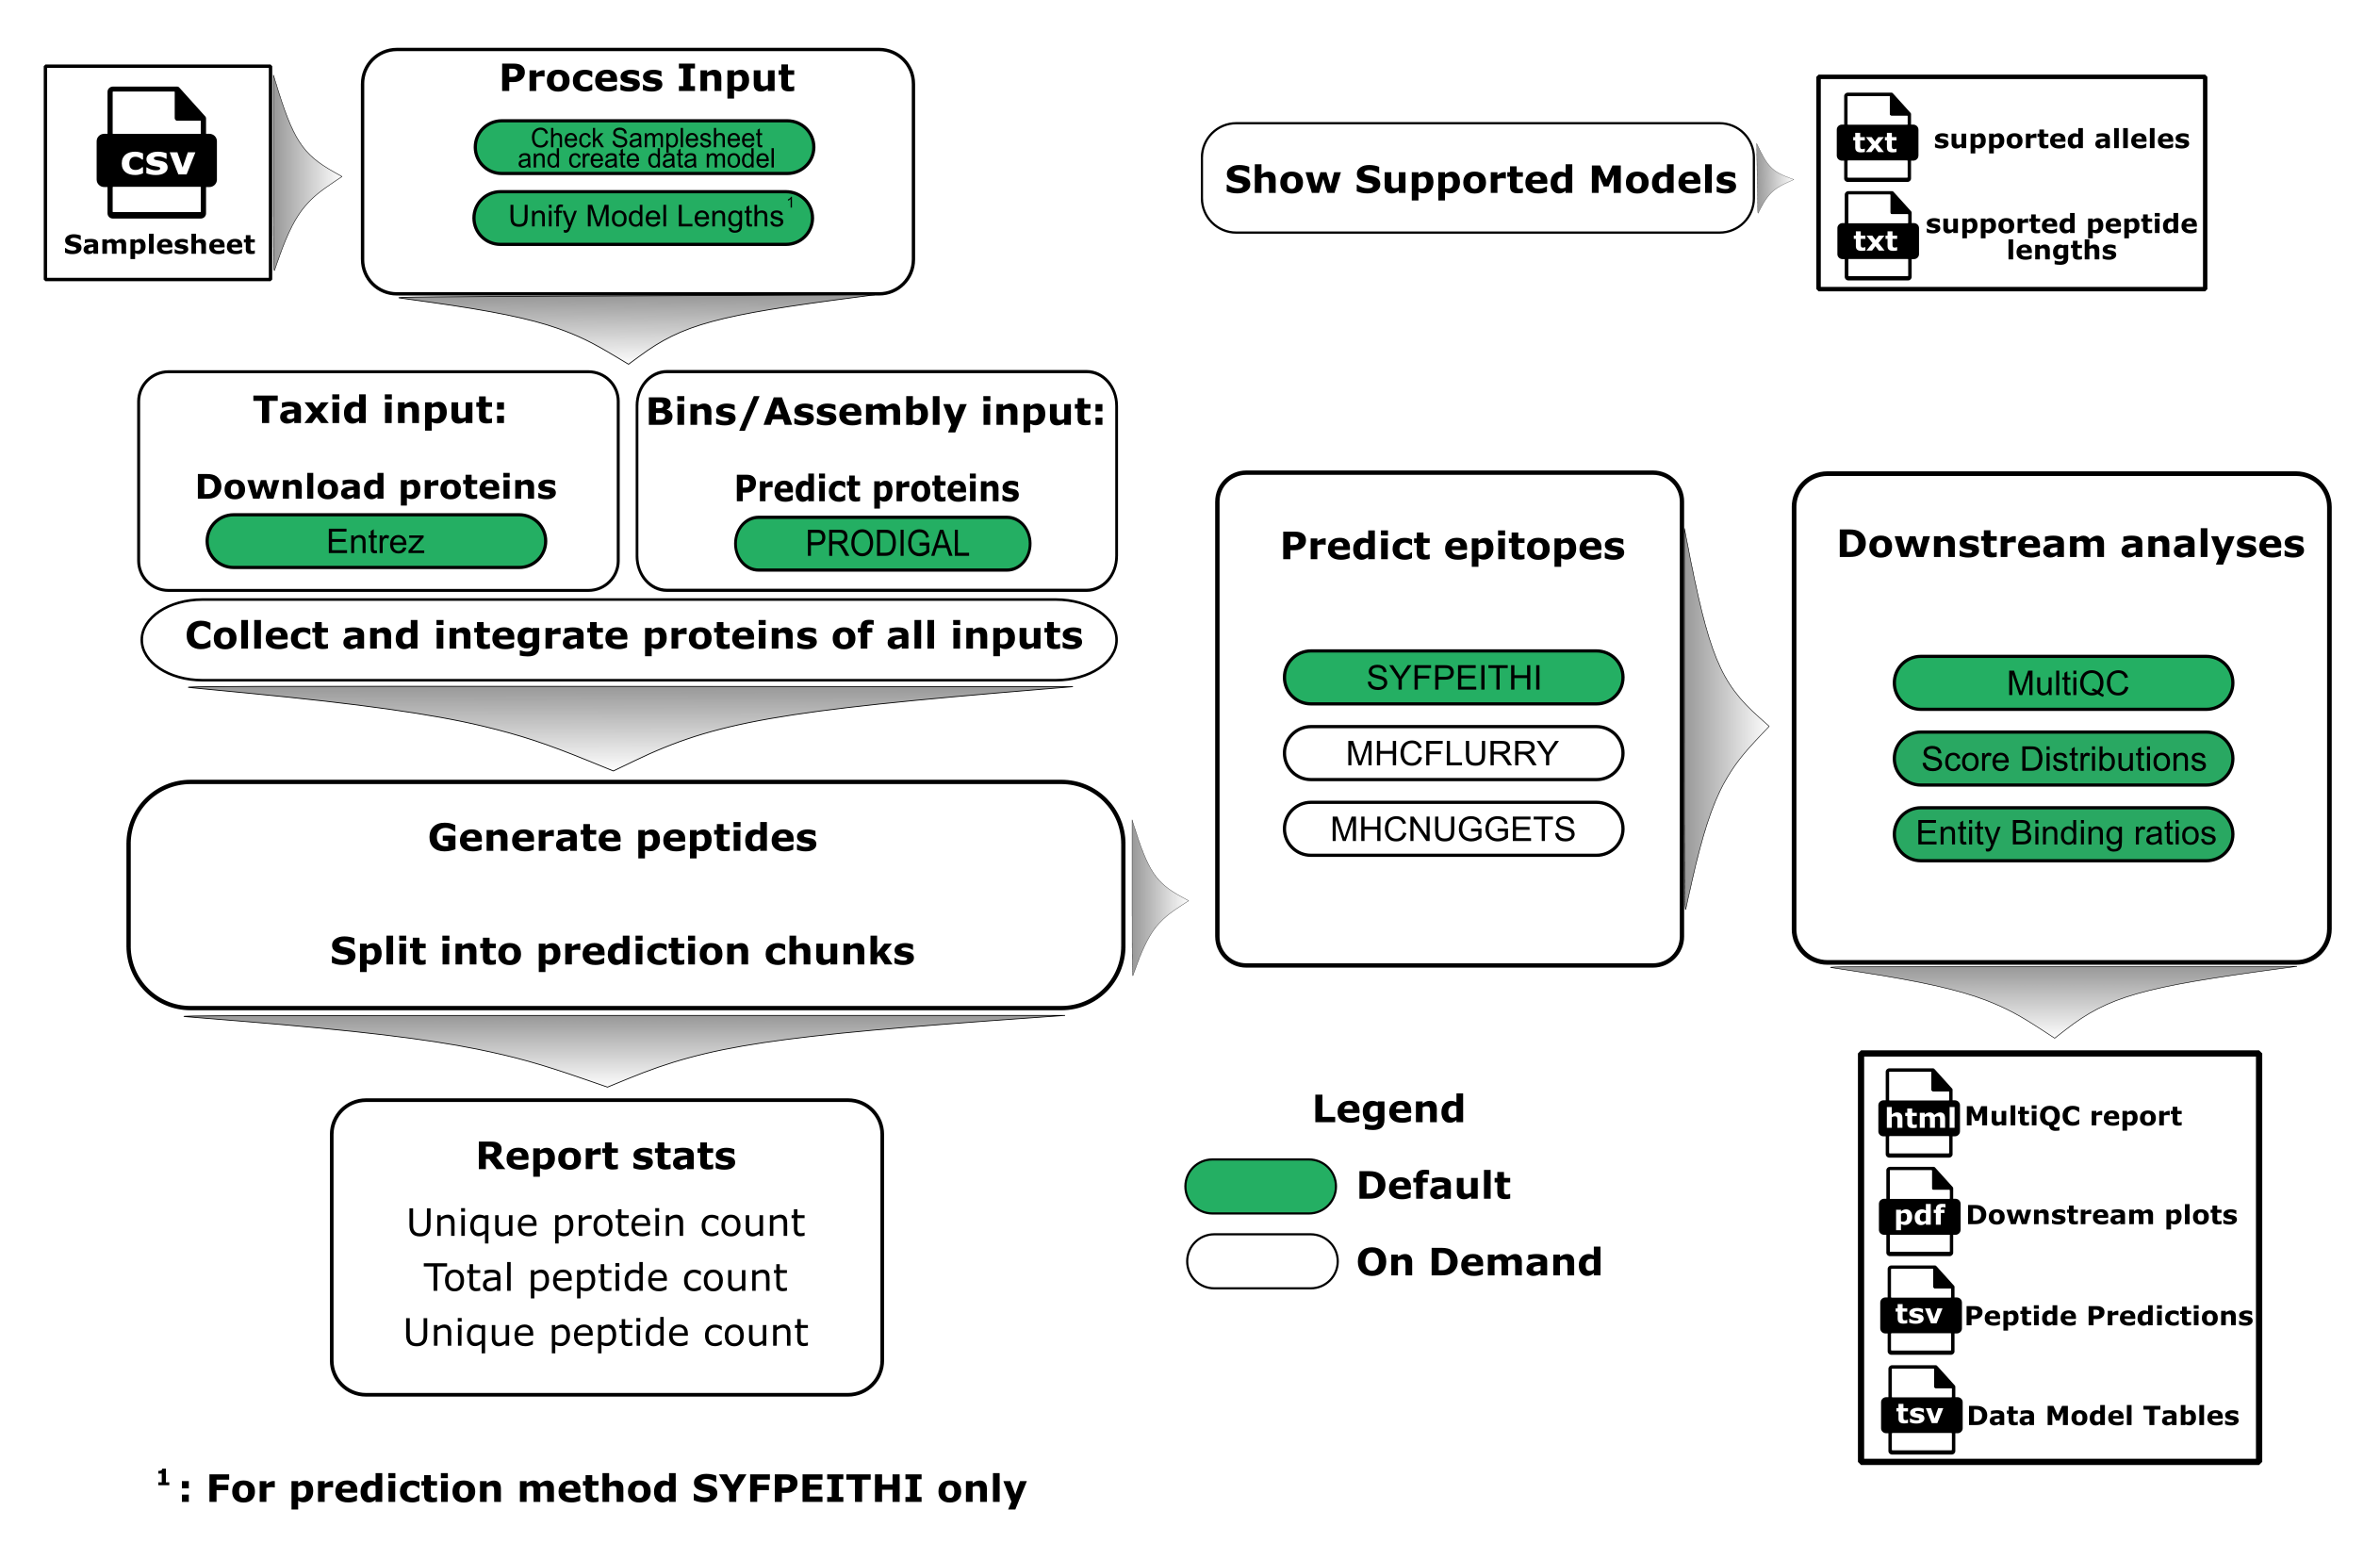 csv
Samplesheet
Process Input
Check Samplesheet
and create data model
Unify Model Lengths¹
Show Supported Models
txt
supported alleles
txt
supported peptide
lengths
Taxid input:
Download proteins
Entrez
Bins/Assembly input:
Predict proteins
PRODIGAL
Collect and integrate proteins of all inputs
Generate peptides
Split into prediction chunks
Report stats
Unique protein count
Total peptide count
Unique peptide count
Predict epitopes
SYFPEITHI
MHCFLURRY
MHCNUGGETS
Downstream analyses
MultiQC
Score Distributions
Entity Binding ratios
html
MultiQC report
pdf
Downstream plots
tsv
Peptide Predictions
tsv
Data Model Tables
Legend
Default
On Demand
¹ : For prediction method SYFPEITHI only